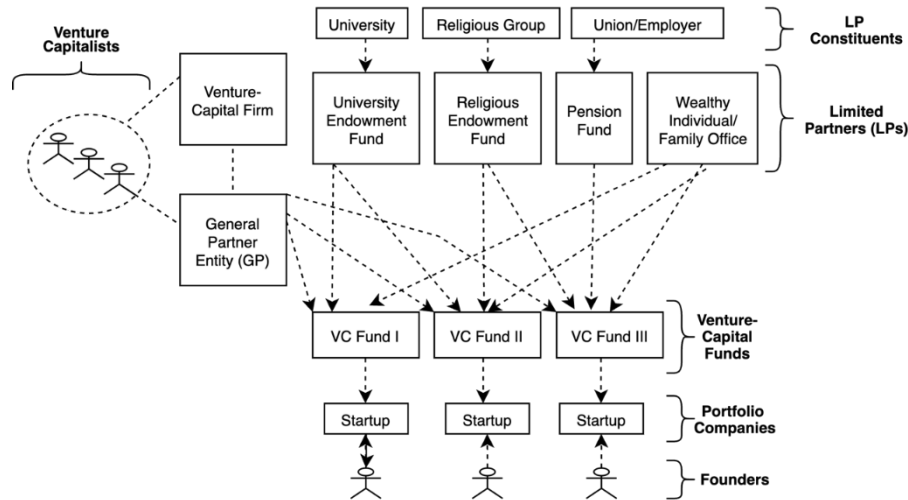 Venture
Capitalists
University
Religious Group
Union/Employer
LP
Constituents
Venture-
Capital Firm
University
Endowment
Fund
Religious
Endowment
Fund
Pension
Fund
Wealthy
Individual/
Family Office
Limited
Partners (LPs)
General
Partner
Entity (GP)
VC Fund I
VC Fund II
VC Fund III
Venture-
Capital
Funds
Startup
Startup
Startup
Portfolio
Companies
Founders